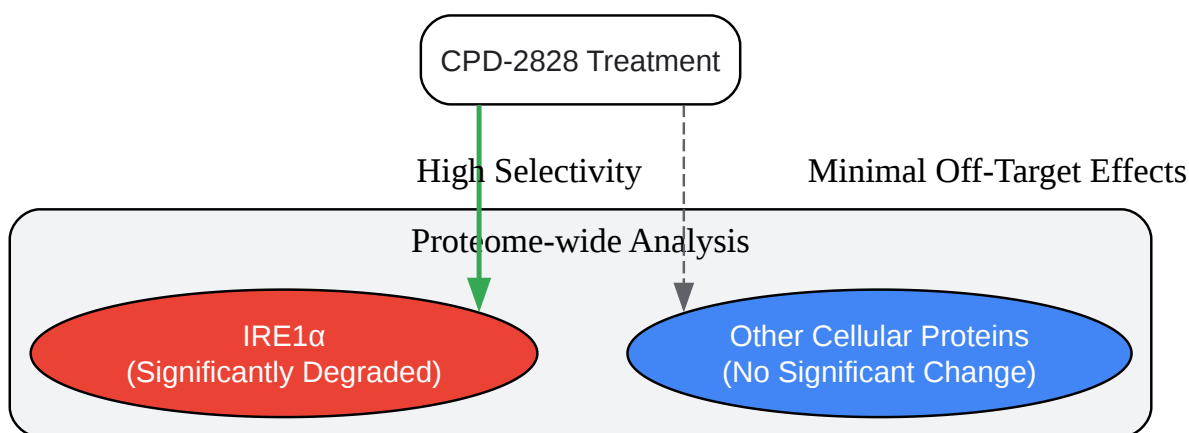 CPD-2828 Treatment
High Selectivity
Minimal Off-Target Effects
Proteome-wide Analysis
IRE1α
(Significantly Degraded)
Other Cellular Proteins
(No Significant Change)